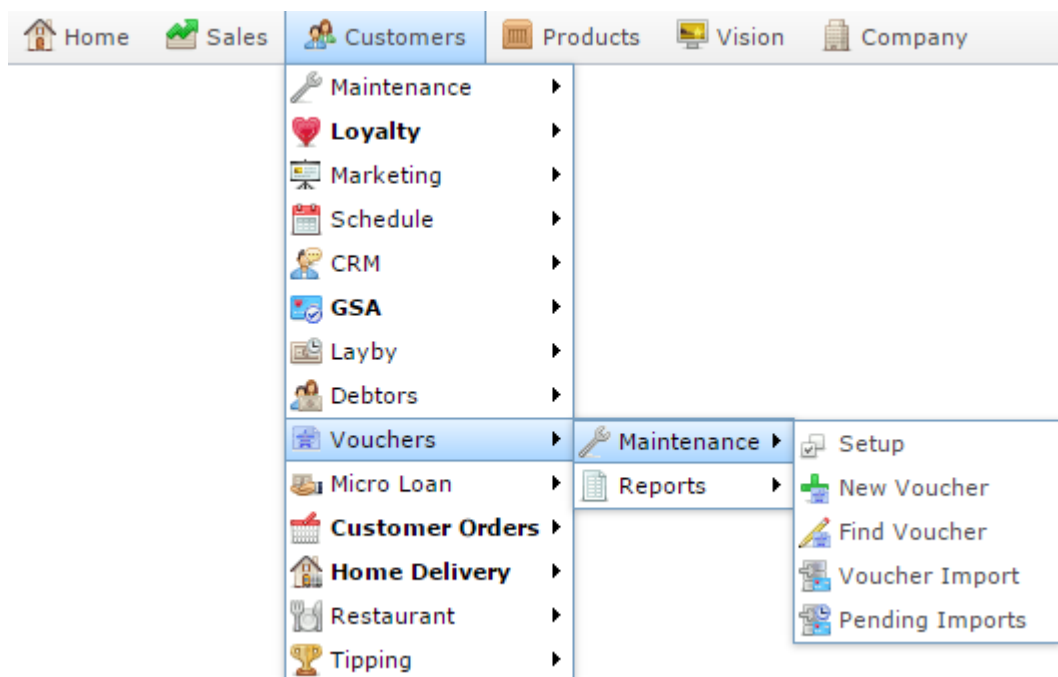 Home Sales Customers Products Vision Company
Maintenance
Loyalty
Marketing
Schedule
CRM
GSA
Layby
Debtors
Vouchers Maintenance Setup
Micro Loan Reports New Voucher
Customer Orders Find Voucher
Home Delivery Voucher Import
Restaurant Pending Imports
Tipping